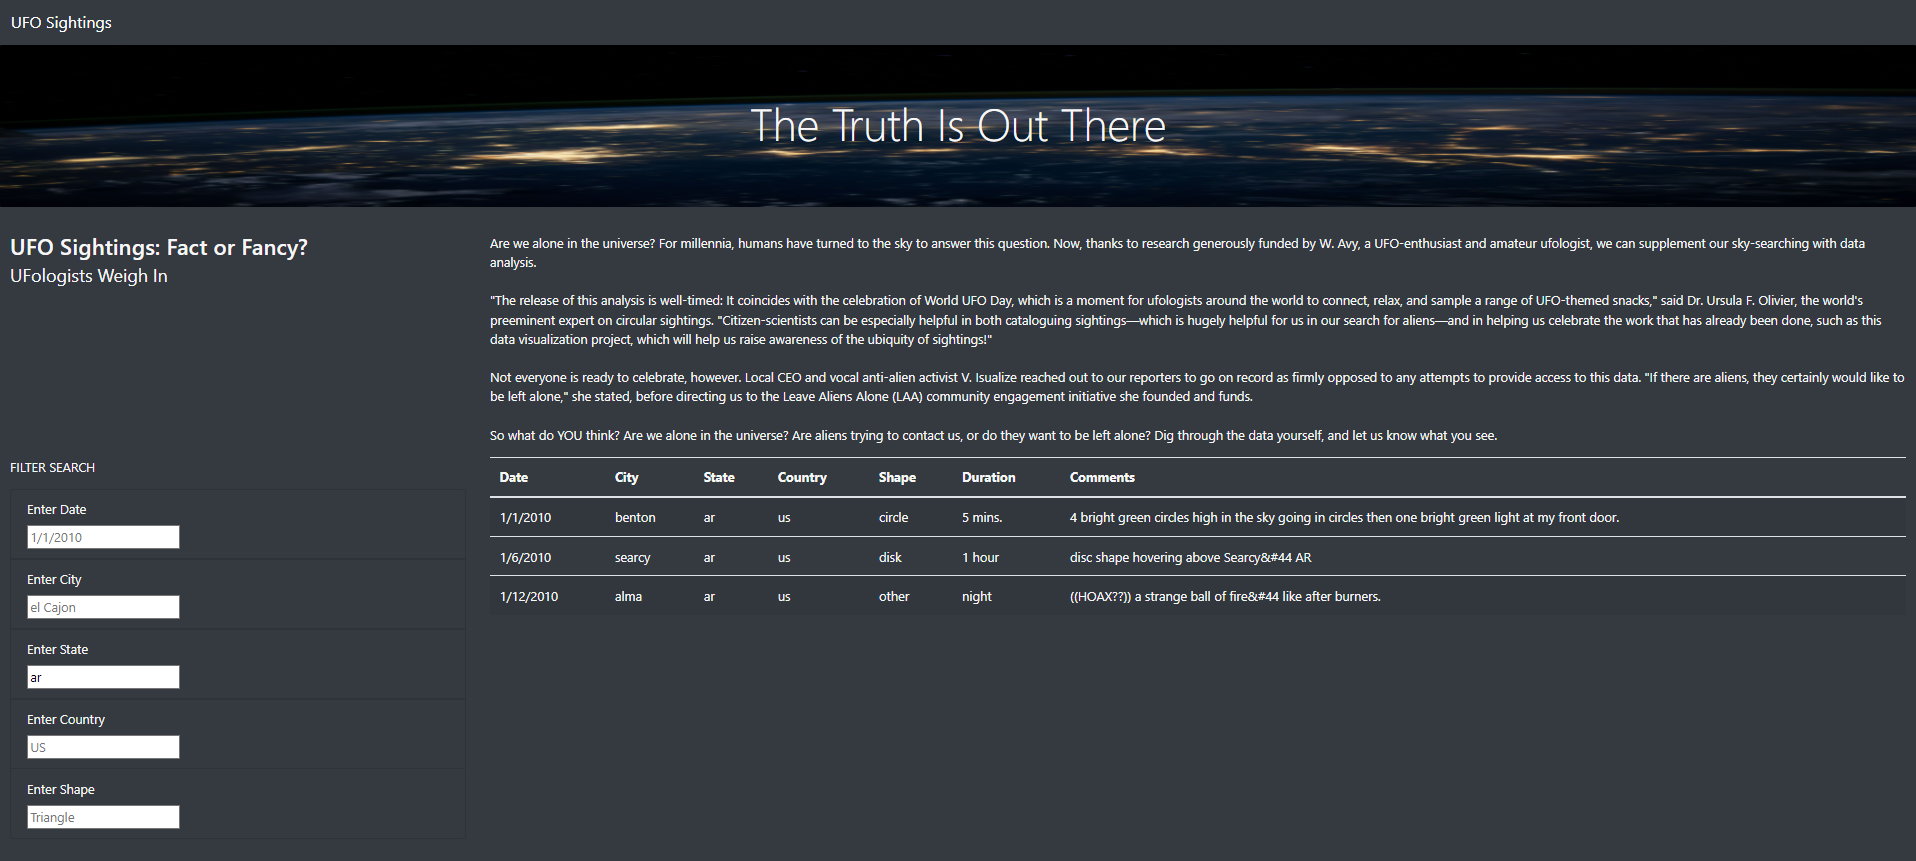 UFO Sightings
The Truth Is Out There
UFO Sightings: Fact or Fancy?
UFologists Weigh In
Are we alone in the universe? For millennia, humans have turned to the sky to answer this question. Now, thanks to research generously funded by W. Avy, a UFO-enthusiast and amateur ufologist, we can supplement our sky-searching with data
analysis.
"The release of this analysis is well-timed: It coincides with the celebration of World UFO Day, which is a moment for ufologists around the world to connect, relax, and sample a range of UFO-themed snacks," said Dr. Ursula F. Olivier, the world's
preeminent expert on circular sightings. "Citizen-scientists can be especially helpful in both cataloguing sightings—which is hugely helpful for us in our search for aliens—and in helping us celebrate the work that has already been done, such as this
data visualization project, which will help us raise awareness of the ubiquity of sightings!"
Not everyone is ready to celebrate, however. Local CEO and vocal anti-alien activist V. Isualize reached out to our reporters to go on record as firmly opposed to any attempts to provide access to this data. "If there are aliens, they certainly would like to
be left alone," she stated, before directing us to the Leave Aliens Alone (LAA) community engagement initiative she founded and funds.
So what do YOU think? Are we alone in the universe? Are aliens trying to contact us, or do they want to be left alone? Dig through the data yourself, and let us know what you see.
FILTER SEARCH
Enter Date
1/1/2010
Enter City
el Cajon
Enter State
ar
Enter Country
US
Enter Shape
Triangle
Date City State Country Shape Duration Comments
1/1/2010 benton ar us circle 5 mins. 4 bright green circles high in the sky going in circles then one bright green light at my front door.
1/6/2010 searcy ar us disk 1 hour disc shape hovering above Searcy&#44 AR
1/12/2010 alma ar us other night ((HOAX??)) a strange ball of fire&#44 like after burners.